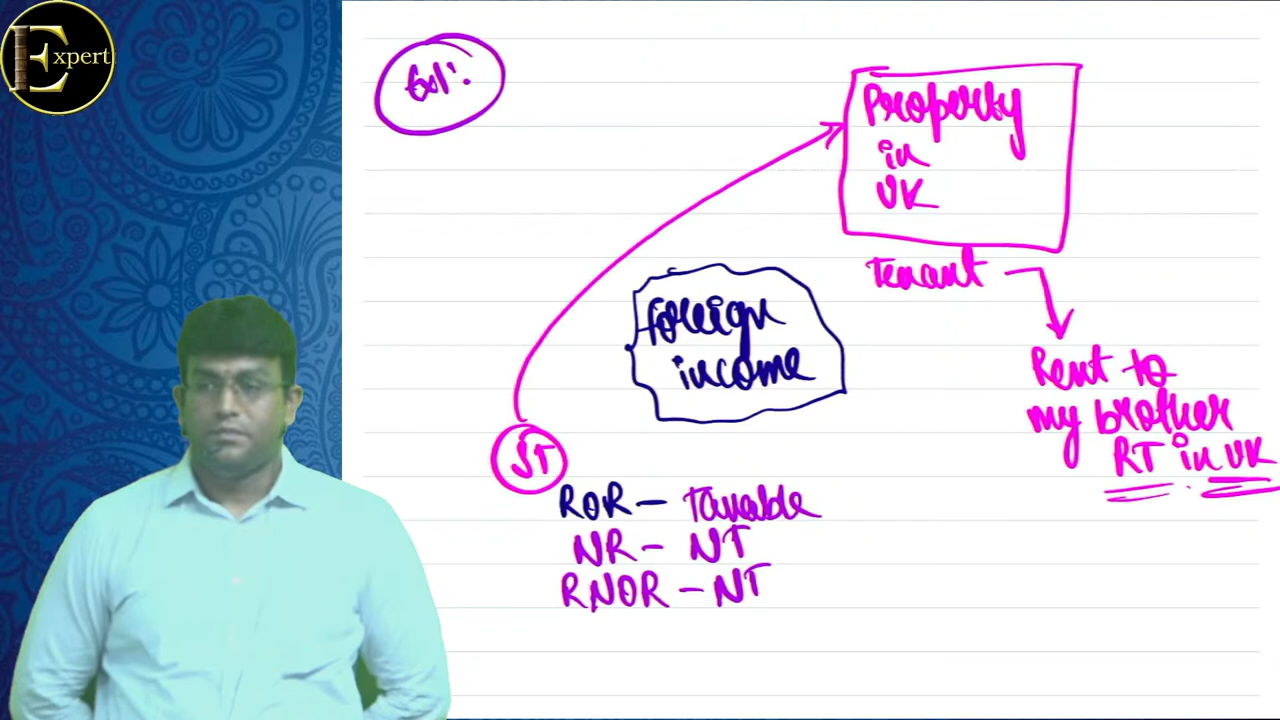 Expert
Ex1:
Property
in
UK
Tenant
Rent to
my brother
RT in UK
foreign
income
ST
ROR – Taxable
NR – NT
RNOR – NT